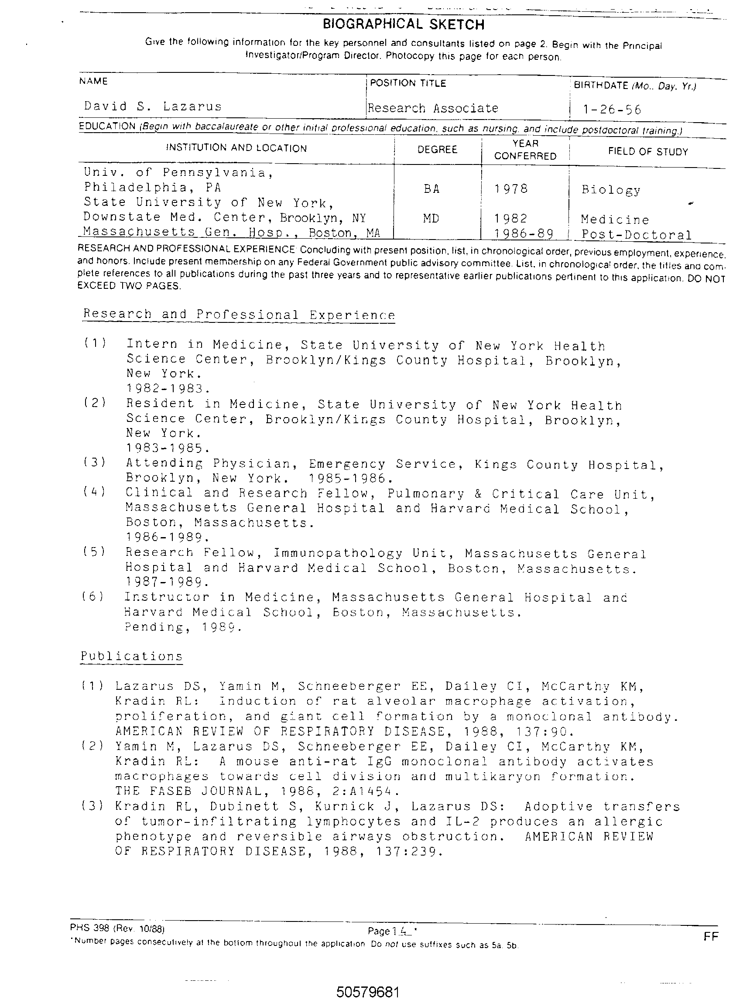 BIOGRAPHICAL SKETCH
Give the following information for the key personnel and consultants listed on page 2. Begin with the Principal
Investigator/Program Director. Photocopy this page for each person.
NAME POSITION TITLE BIRTHDATE (Mo., Day, Yr.)
David S. Lazarus Research Associate 1-26-56
EDUCATION (Begin with baccalaureate or other initial professional education, such as nursing, and include postdoctoral training.)
INSTITUTION AND LOCATION DEGREE YEAR CONFERRED FIELD OF STUDY
Univ. of Pennsylvania,
Philadelphia, PA BA 1978 Biology
State University of New York,
Downstate Med. Center, Brooklyn, NY MD 1982 Medicine
Massachusetts Gen. Hosp., Boston, MA 1986-89 Post-Doctoral
RESEARCH AND PROFESSIONAL EXPERIENCE: Concluding with present position, list, in chronological order, previous employment, experience,
and honors. Include present membership on any Federal Government public advisory committee. List, in chronological order, the titles and com-
plete references to all publications during the past three years and to representative earlier publications pertinent to this application. DO NOT
EXCEED TWO PAGES.
Research and Professional Experience
(1) Intern in Medicine, State University of New York Health
Science Center, Brooklyn/Kings County Hospital, Brooklyn,
New York.
1982-1983.
(2) Resident in Medicine, State University of New York Health
Science Center, Brooklyn/Kings County Hospital, Brooklyn,
New York.
1983-1985.
(3) Attending Physician, Emergency Service, Kings County Hospital,
Brooklyn, New York. 1985-1986.
(4) Clinical and Research Fellow, Pulmonary & Critical Care Unit,
Massachusetts General Hospital and Harvard Medical School,
Boston, Massachusetts.
1986-1989.
(5) Research Fellow, Immunopathology Unit, Massachusetts General
Hospital and Harvard Medical School, Boston, Massachusetts.
1987-1989.
(6) Instructor in Medicine, Massachusetts General Hospital and
Harvard Medical School, Boston, Massachusetts.
Pending, 1989.
Publications
(1) Lazarus DS, Yamin M, Schneeberger EE, Dailey CI, McCarthy KM,
Kradin RL: Induction of rat alveolar macrophage activation,
proliferation, and giant cell formation by a monoclonal antibody.
AMERICAN REVIEW OF RESPIRATORY DISEASE, 1988, 137:90.
(2) Yamin M, Lazarus DS, Schneeberger EE, Dailey CI, McCarthy KM,
Kradin RL: A mouse anti-rat IgG monoclonal antibody activates
macrophages towards cell division and multikaryon formation.
THE FASEB JOURNAL, 1988, 2:A1454.
(3) Kradin RL, Dubinett S, Kurnick J, Lazarus DS: Adoptive transfers
of tumor-infiltrating lymphocytes and IL-2 produces an allergic
phenotype and reversible airways obstruction. AMERICAN REVIEW
OF RESPIRATORY DISEASE, 1988, 137:239.
PHS 398 (Rev. 10/88) Page 14 *
*Number pages consecutively at the bottom throughout the application. Do not use suffixes such as 5a, 5b.
FF
50579681